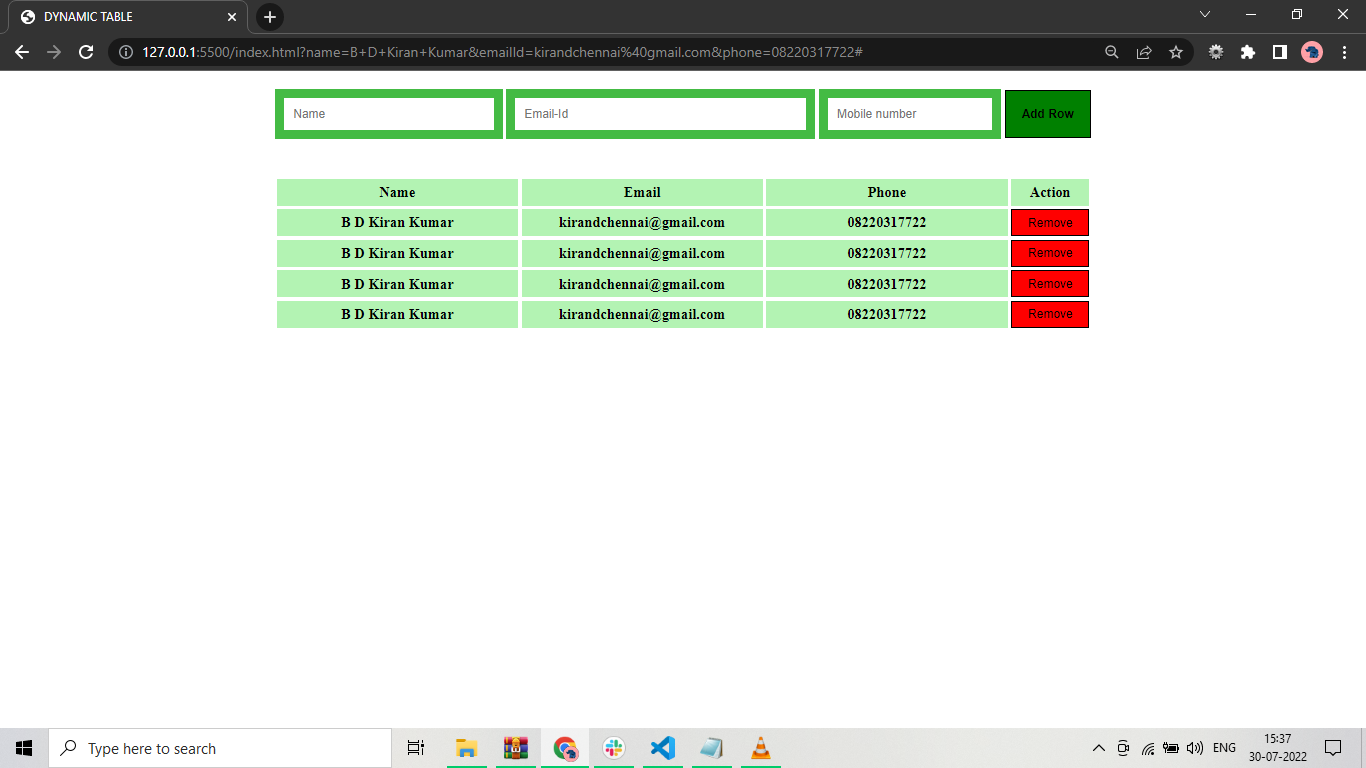 DYNAMIC TABLE
127.0.0.1:5500/index.html?name=B+D+Kiran+Kumar&emailId=kirandchennai%40gmail.com&phone=08220317722#
Name Email-Id Mobile number Add Row
Name Email Phone Action
B D Kiran Kumar kirandchennai@gmail.com 08220317722 Remove
B D Kiran Kumar kirandchennai@gmail.com 08220317722 Remove
B D Kiran Kumar kirandchennai@gmail.com 08220317722 Remove
B D Kiran Kumar kirandchennai@gmail.com 08220317722 Remove
Type here to search
ENG
15:37
30-07-2022